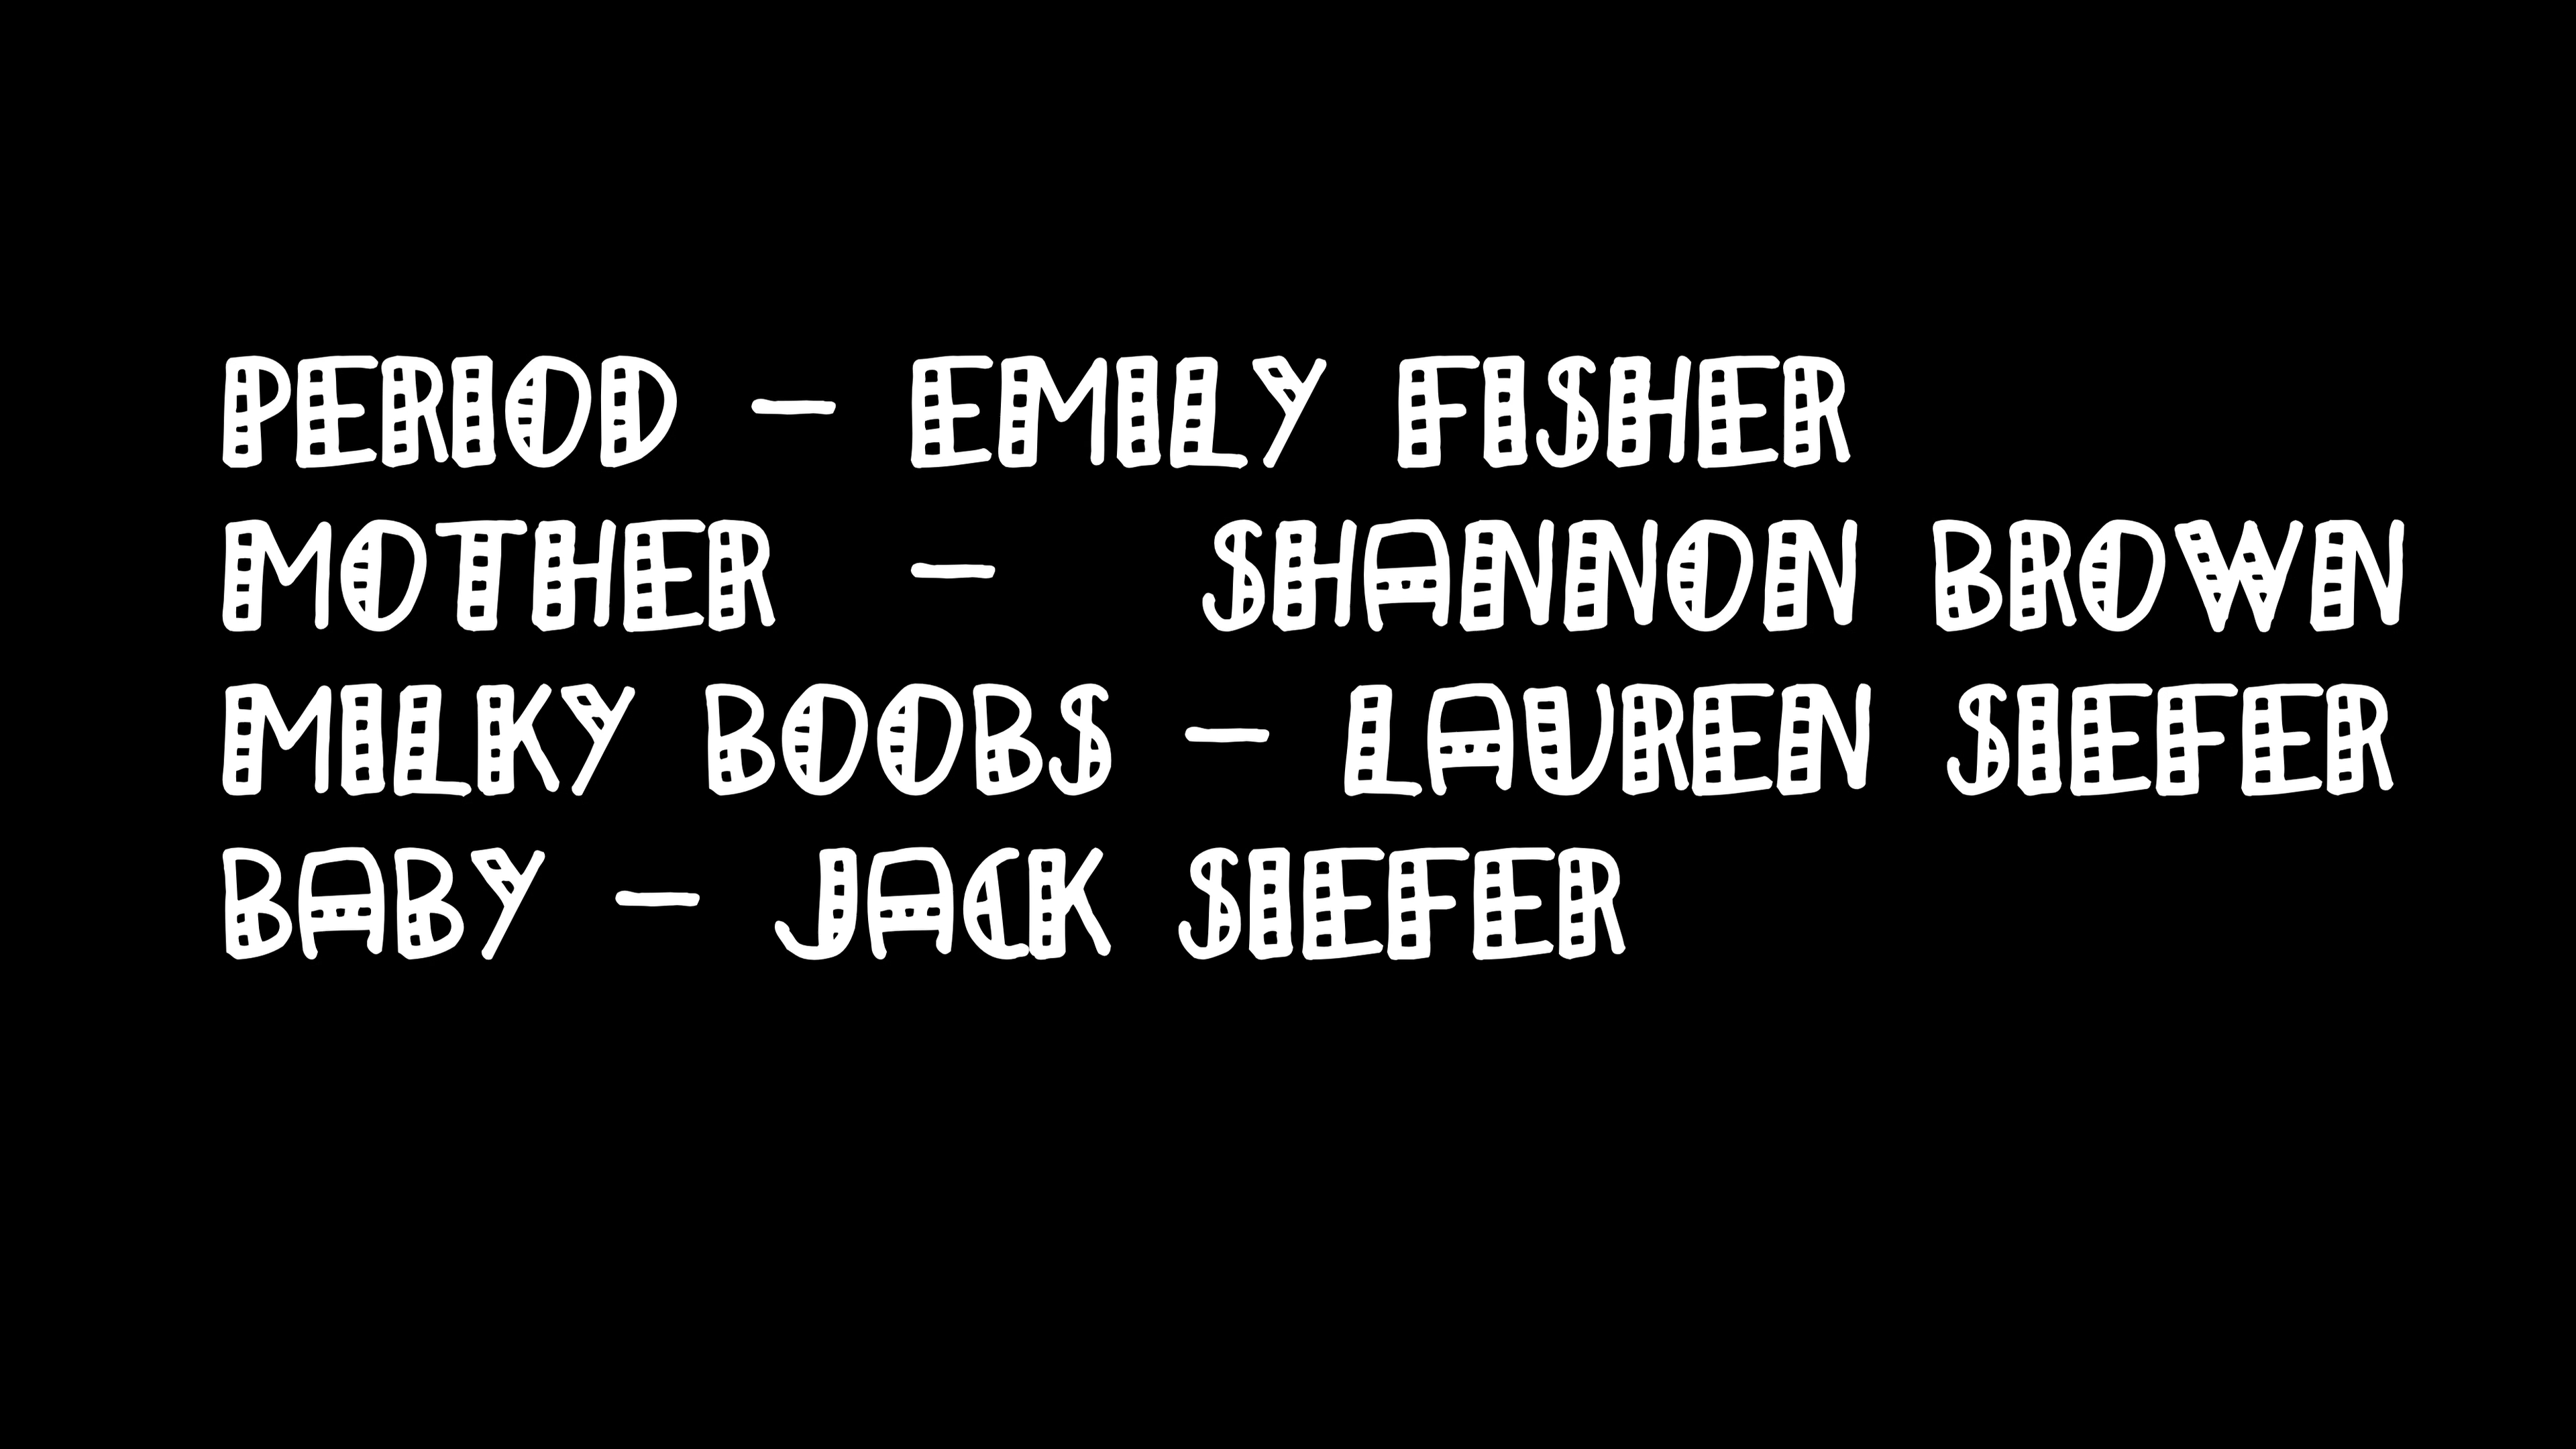 PERIOD - EMILY FISHER
MOTHER - SHANNON BROWN
MILKY BOOBS - LAUREN SIEFER
BABY - JACK SIEFER